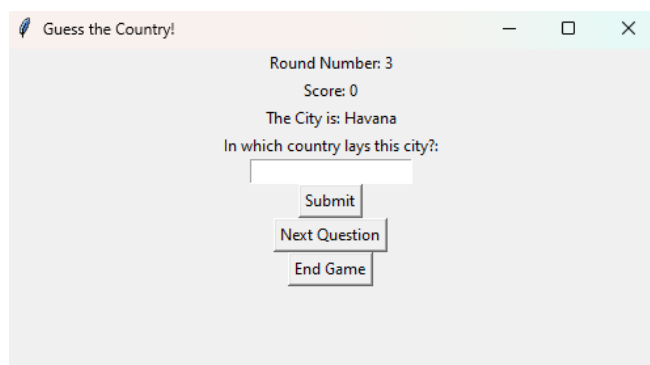 Guess the Country!
Round Number: 3
Score: 0
The City is: Havana
In which country lays this city?:
Submit
Next Question
End Game